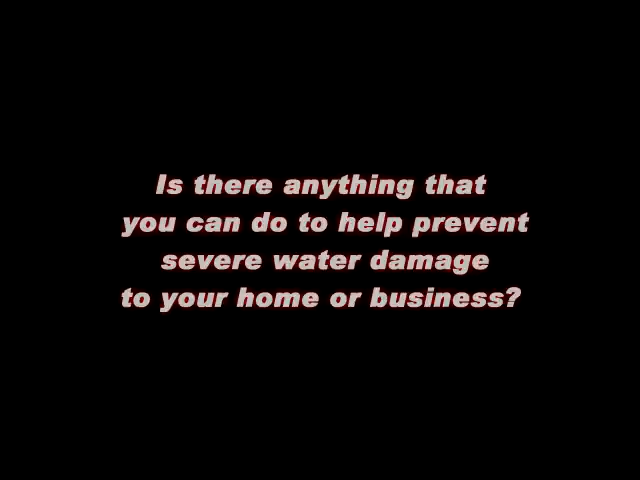 Is there anything that
you can do to help prevent
severe water damage
to your home or business?